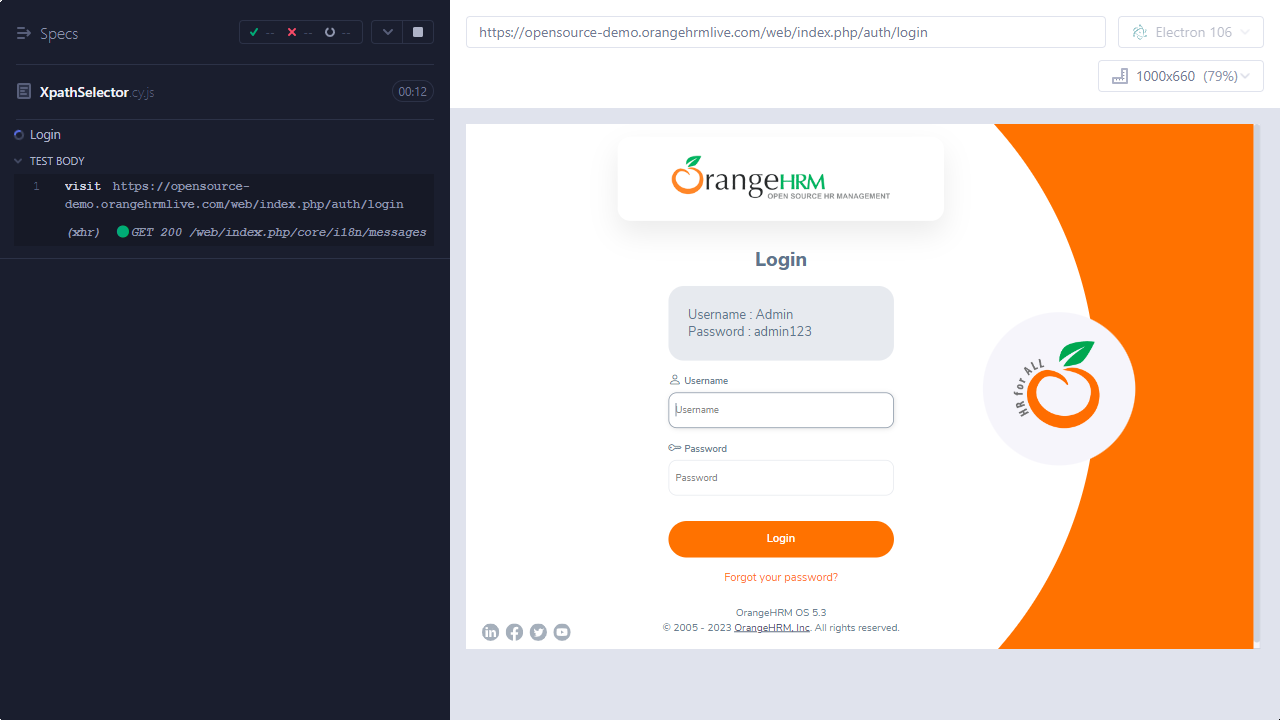 Specs
-- -- --
XpathSelector.cy.js
00:12
Login
TEST BODY
1 visit https://opensource-
demo.orangehrmlive.com/web/index.php/auth/login
(xhr) GET 200 /web/index.php/core/i18n/messages
https://opensource-demo.orangehrmlive.com/web/index.php/auth/login
Electron 106
1000x660 (79%)
OrangeHRM
OPEN SOURCE HR MANAGEMENT
Login
Username : Admin
Password : admin123
Username
Username
Password
Password
Login
Forgot your password?
OrangeHRM OS 5.3
© 2005 - 2023 OrangeHRM, Inc. All rights reserved.
HR for ALL